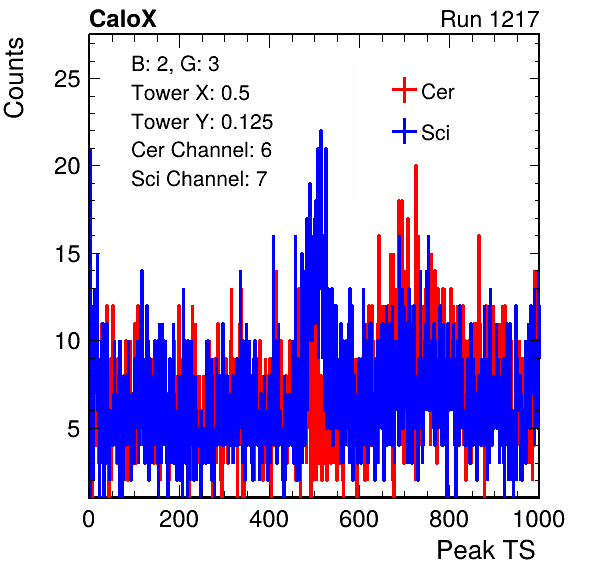 CaloX
Run 1217
Counts
B: 2, G: 3
Tower X: 0.5
Tower Y: 0.125
Cer Channel: 6
Sci Channel: 7
Cer
Sci
25
20
15
10
5
0 200 400 600 800 1000
Peak TS